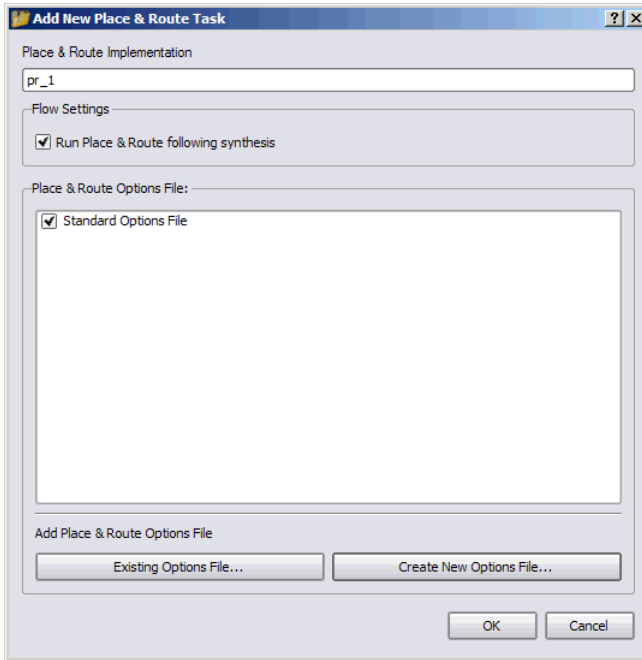 Add New Place & Route Task
Place & Route Implementation
pr_1
Flow Settings
Run Place & Route following synthesis
Place & Route Options File:
Standard Options File
Add Place & Route Options File
Existing Options File... Create New Options File...
OK Cancel